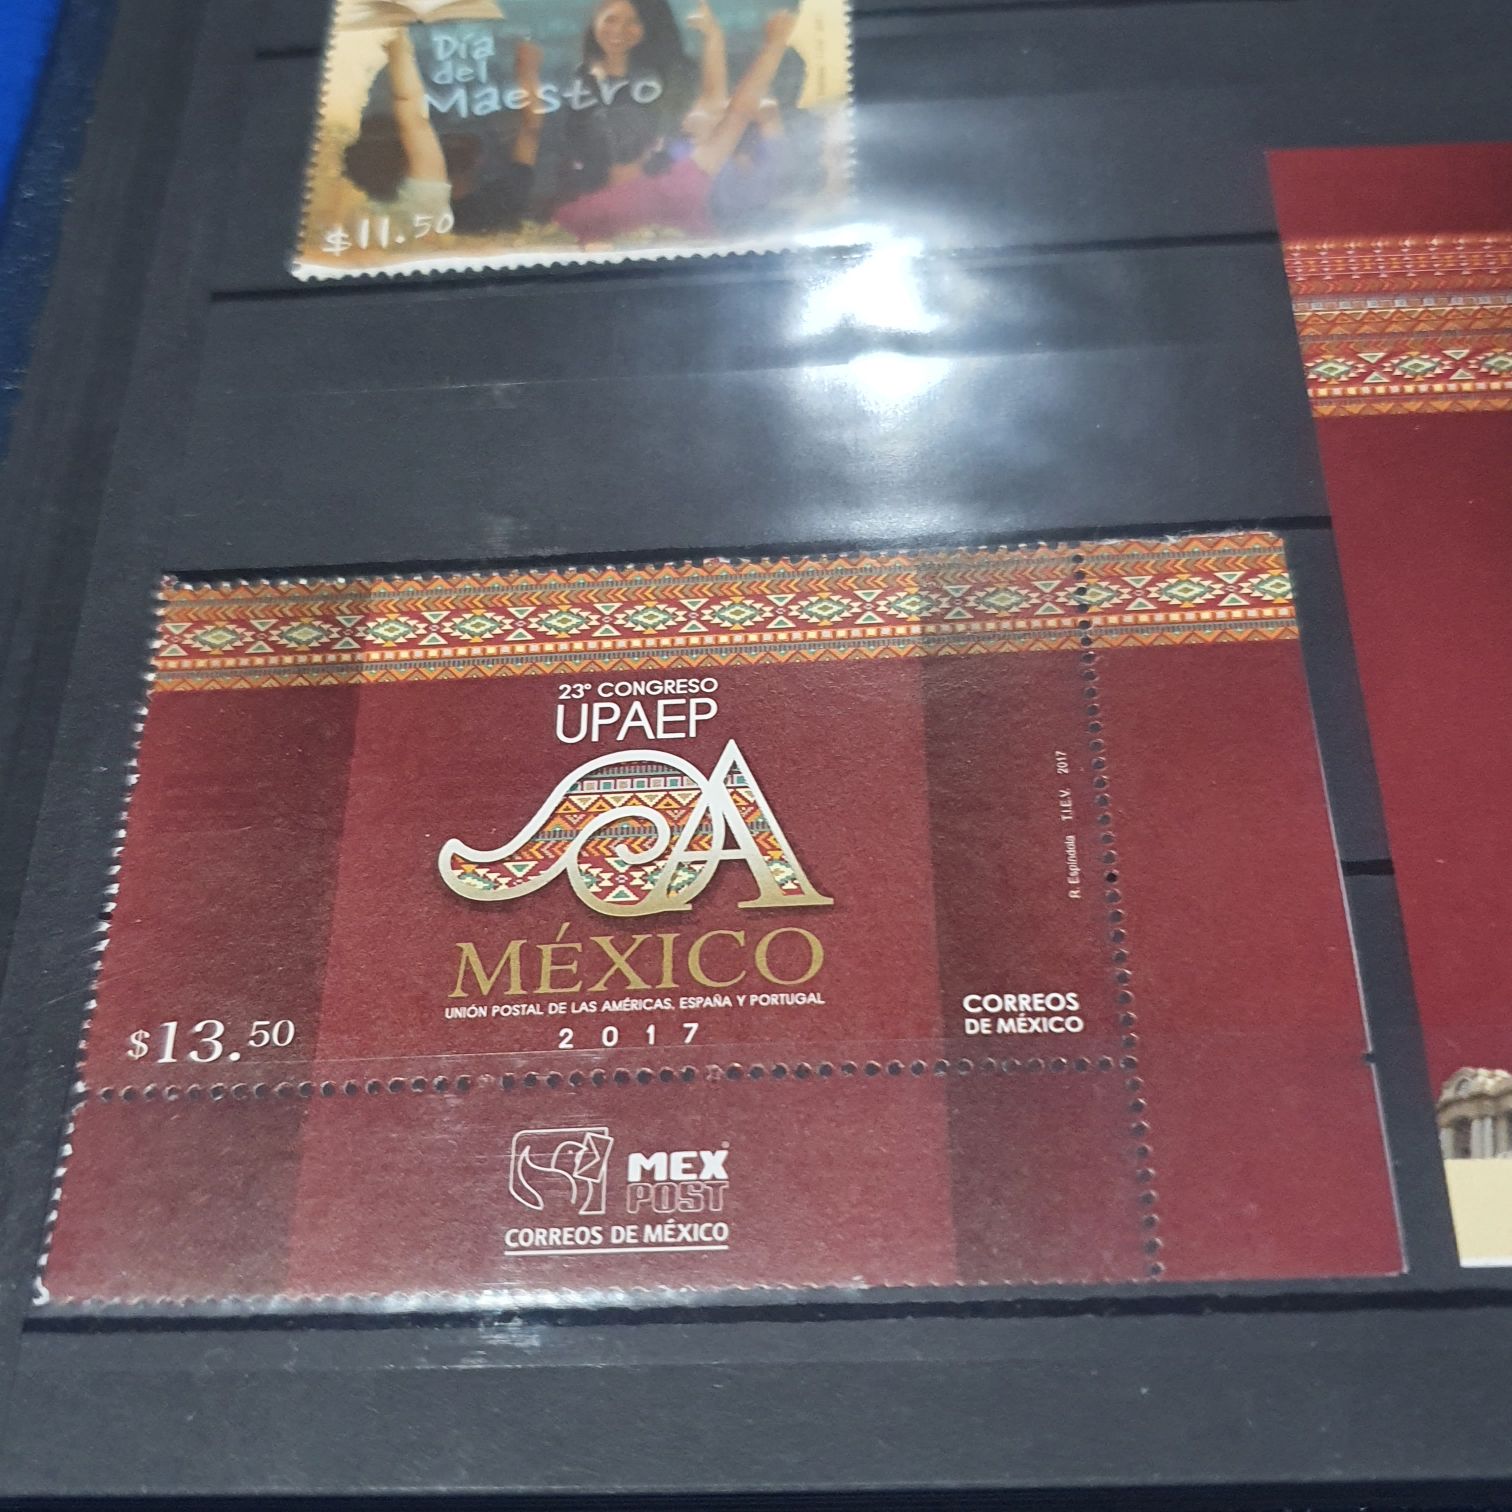 Día
del
Maestro
$11.50
23° CONGRESO
UPAEP
MÉXICO
UNIÓN POSTAL DE LAS AMÉRICAS, ESPAÑA Y PORTUGAL
2017
$13.50
CORREOS
DE MÉXICO
R. Espíndola T.I.E.V. 2017
MEX
POST
CORREOS DE MÉXICO